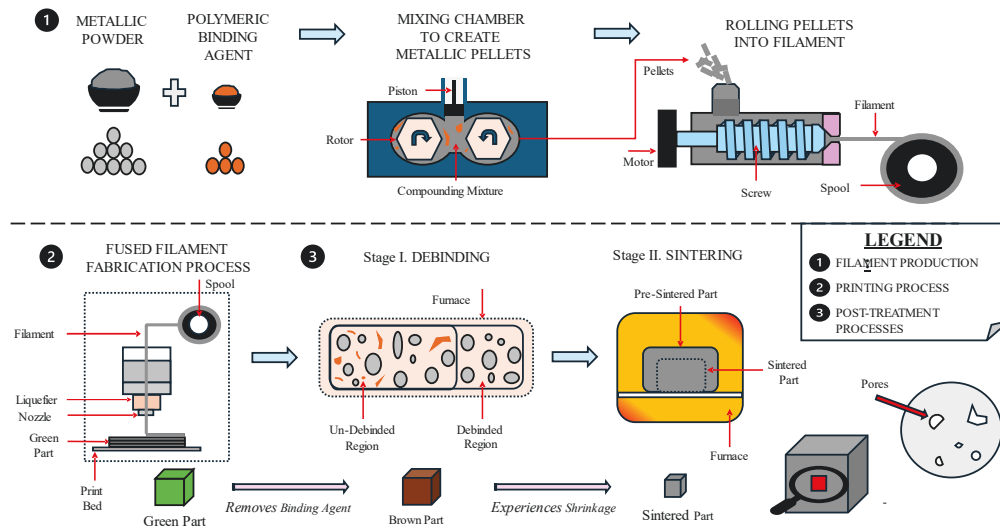 1
METALLIC
POWDER
POLYMERIC
BINDING
AGENT
MIXING CHAMBER
TO CREATE
METALLIC PELLETS
ROLLING PELLETS
INTO FILAMENT
Piston
Rotor
Compounding Mixture
Pellets
Motor
Screw
Filament
Spool
2
FUSED FILAMENT
FABRICATION PROCESS
Spool
Filament
Liquefier
Nozzle
Green
Part
Print
Bed
3
Stage I. DEBINDING
Furnace
Un-Debinded
Region
Debinded
Region
Stage II. SINTERING
Pre-Sintered Part
Sintered
Part
Furnace
LEGEND
1 FILAMENT PRODUCTION
2 PRINTING PROCESS
3 POST-TREATMENT
PROCESSES
Pores
Green Part
Removes Binding Agent
Brown Part
Experiences Shrinkage
Sintered Part
-